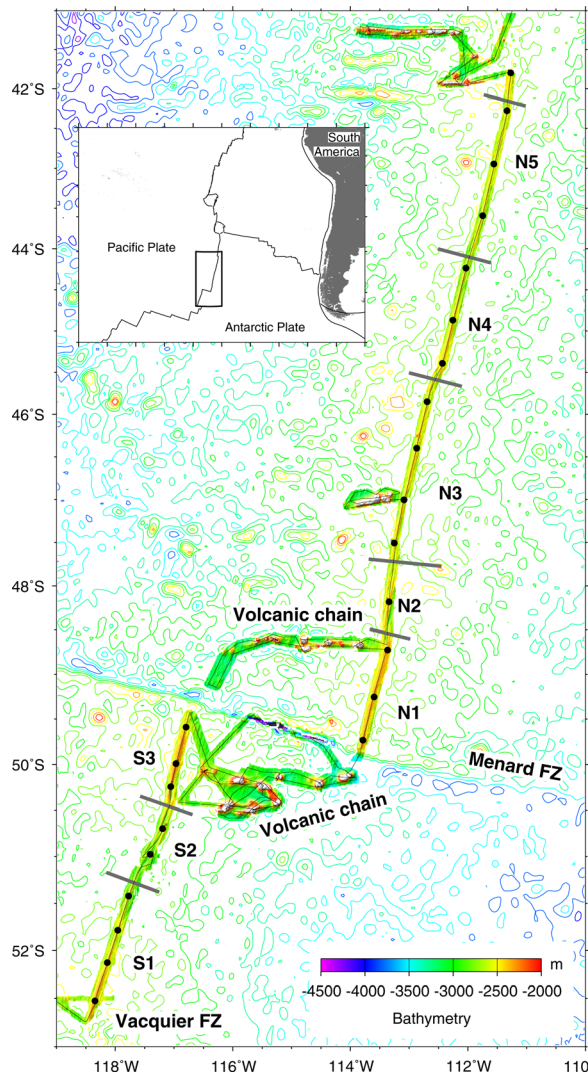 42°S
N5
South
America
Pacific Plate
44°S
Antarctic Plate
N4
46°S
N3
48°S
Volcanic chain
N2
N1
S3
50°S
Menard FZ
Volcanic chain
S2
52°S
S1
m
-4500 -4000 -3500 -3000 -2500 -2000
Bathymetry
Vacquier FZ
118°W 116°W 114°W 112°W 110